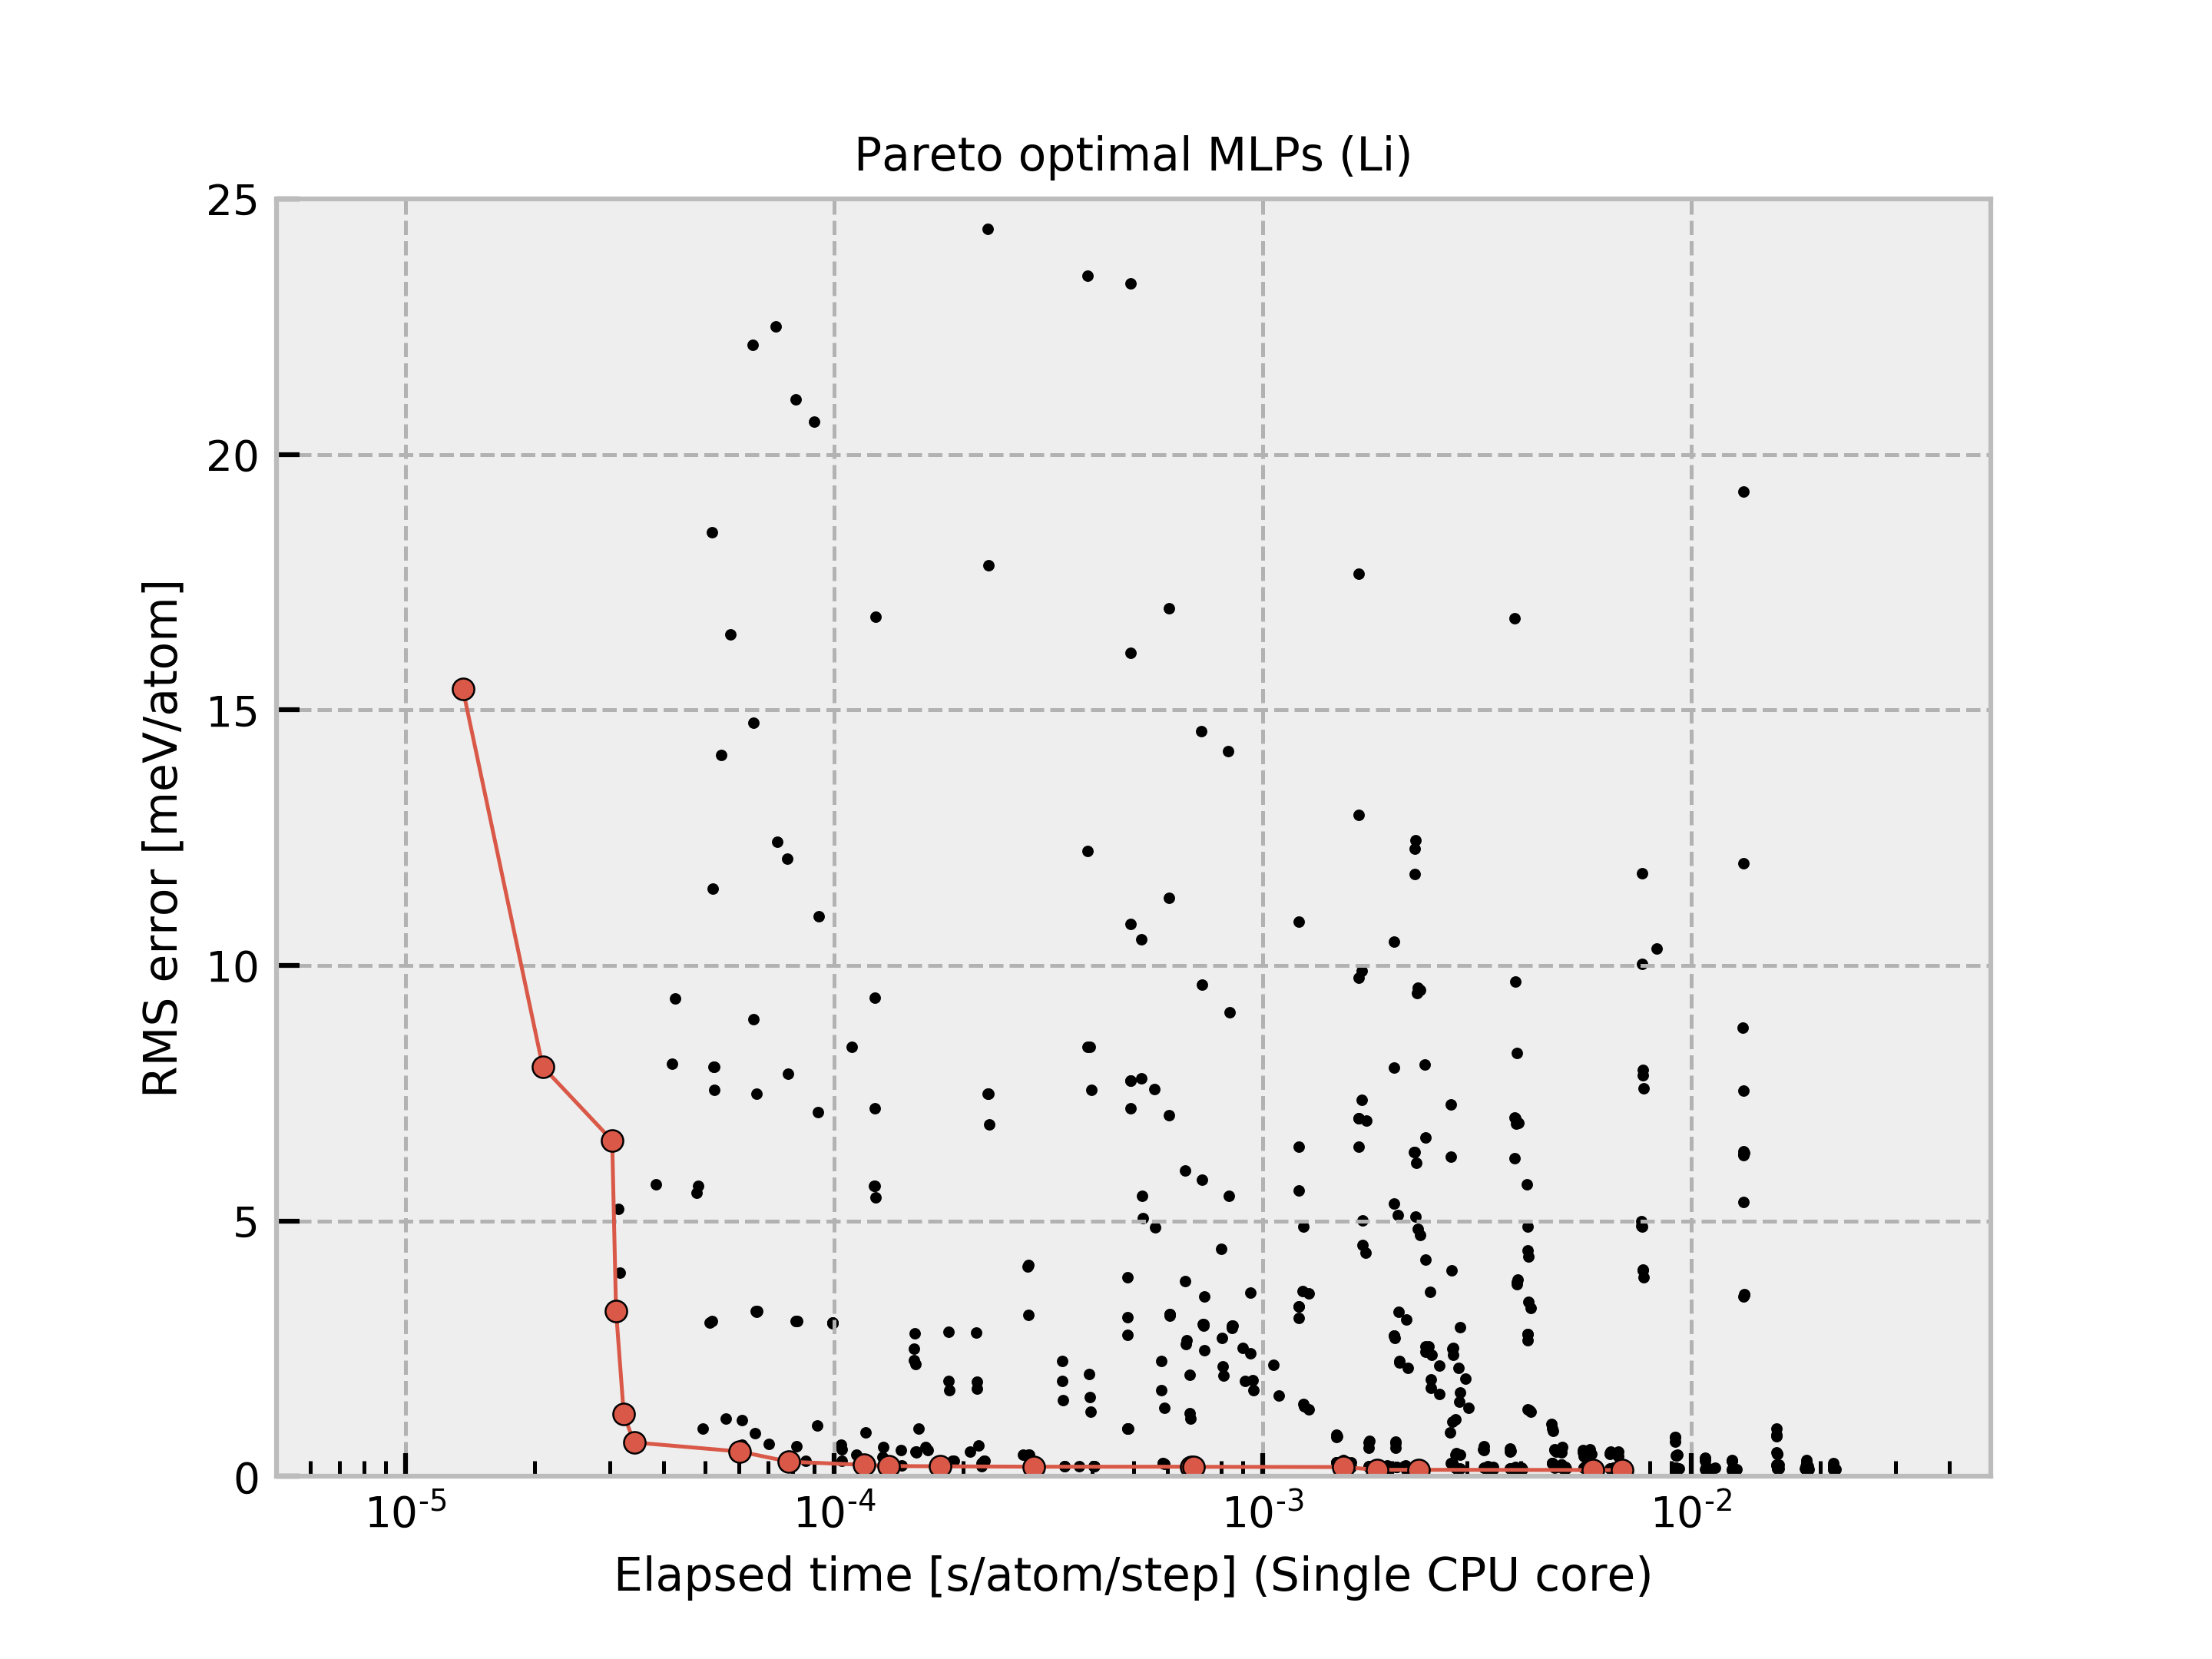 Pareto optimal MLPs (Li)
RMS error [meV/atom]
25
20
15
10
5
0
10-5 10-4 10-3 10-2
Elapsed time [s/atom/step] (Single CPU core)